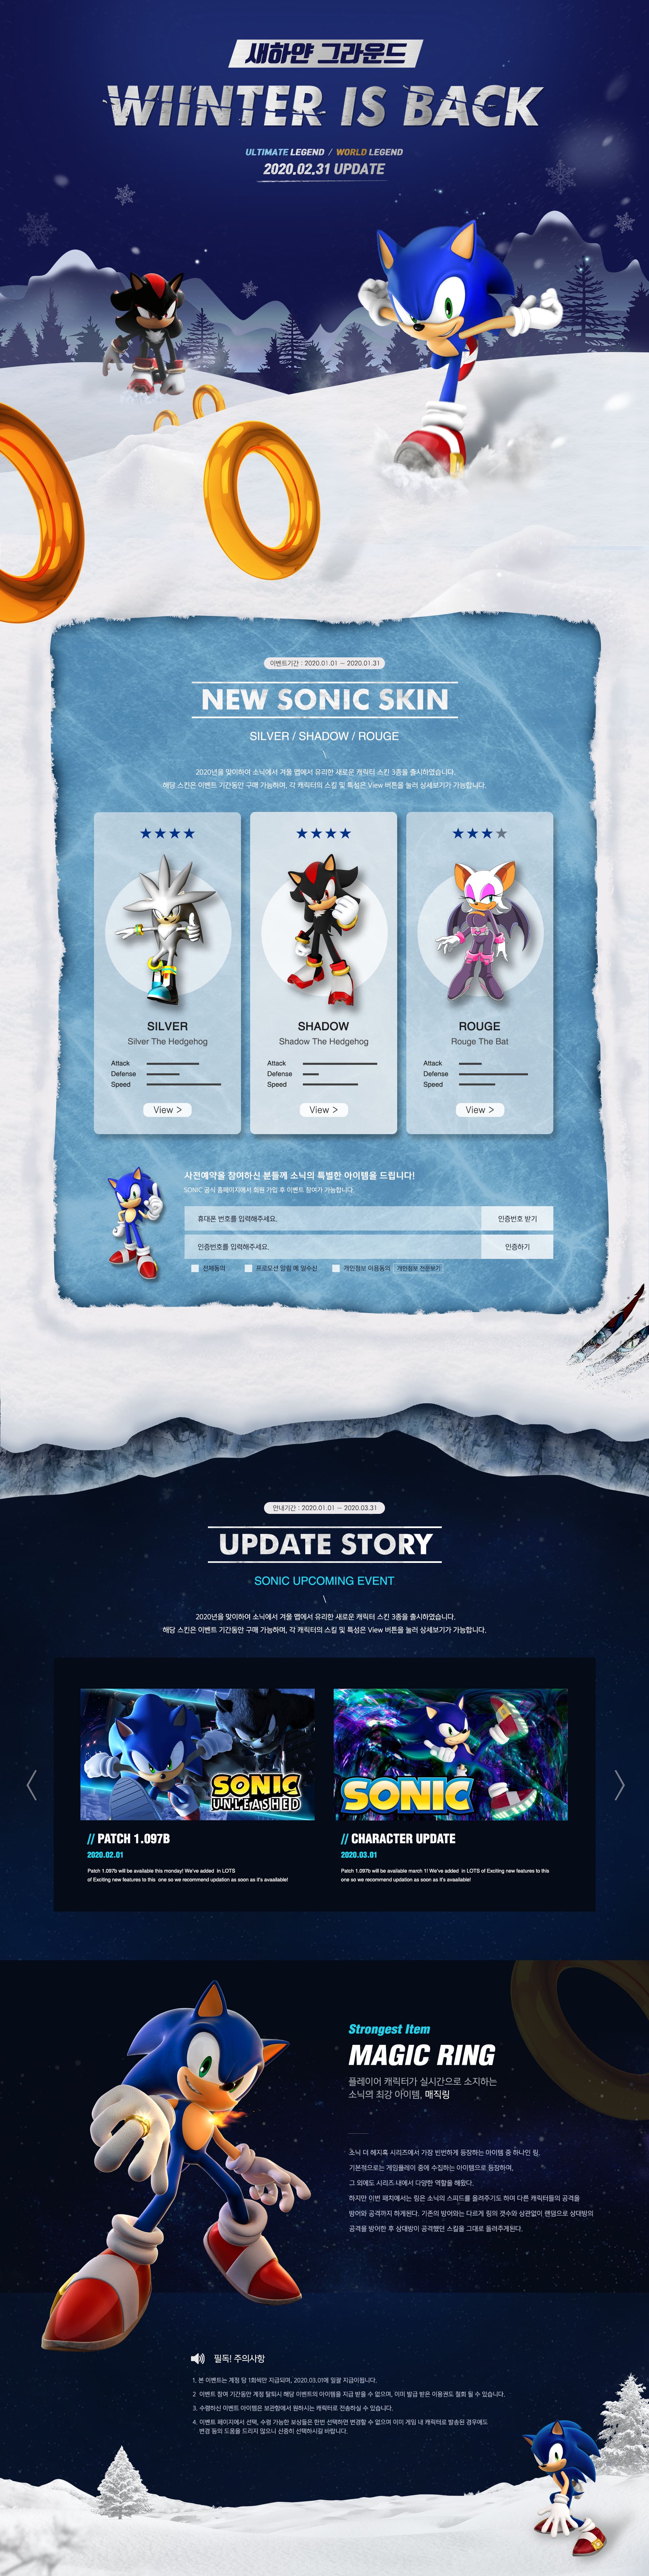 새하얀 그라운드
WIINTER IS BACK
ULTIMATE LEGEND / WORLD LEGEND
2020.02.31 UPDATE
이벤트기간 : 2020.01.01 ~ 2020.01.31
NEW SONIC SKIN
SILVER / SHADOW / ROUGE
\
2020년을 맞이하여 소닉에서 겨울 맵에서 유리한 새로운 캐릭터 스킨 3종을 출시하였습니다.
해당 스킨은 이벤트 기간동안 구매 가능하며, 각 캐릭터의 스킬 및 특성은 View 버튼을 눌러 상세보기가 가능합니다.
SILVER
Silver The Hedgehog
Attack
Defense
Speed
View >
SHADOW
Shadow The Hedgehog
Attack
Defense
Speed
View >
ROUGE
Rouge The Bat
Attack
Defense
Speed
View >
사전예약을 참여하신 분들께 소닉의 특별한 아이템을 드립니다!
SONIC 공식 홈페이지에서 회원 가입 후 이벤트 참여가 가능합니다.
휴대폰 번호를 입력해주세요. 인증번호 받기
인증번호를 입력해주세요. 인증하기
전체동의 프로모션 알림 메일수신 개인정보 이용동의 개인정보 전문보기
안내기간 : 2020.01.01 ~ 2020.03.31
UPDATE STORY
SONIC UPCOMING EVENT
\
2020년을 맞이하여 소닉에서 겨울 맵에서 유리한 새로운 캐릭터 스킨 3종을 출시하였습니다.
해당 스킨은 이벤트 기간동안 구매 가능하며, 각 캐릭터의 스킬 및 특성은 View 버튼을 눌러 상세보기가 가능합니다.
SONIC
UNLEASHED
// PATCH 1.097B
2020.02.01
Patch 1.097b will be available this monday! We've added in LOTS
of Exciting new features to this one so we recommend updation as soon as it's avaailable!
SONIC
// CHARACTER UPDATE
2020.03.01
Patch 1.097b will be available march 1! We've added in LOTS of Exciting new features to this
one so we recommend updation as soon as it's avaailable!
Strongest Item
MAGIC RING
플레이어 캐릭터가 실시간으로 소지하는
소닉의 최강 아이템, 매직링
소닉 더 헤지혹 시리즈에서 가장 빈번하게 등장하는 아이템 중 하나인 링.
기본적으로는 게임플레이 중에 수집하는 아이템으로 등장하며,
그 외에도 시리즈 내에서 다양한 역할을 해왔다.
하지만 이번 패치에서는 링은 소닉의 스피드를 올려주기도 하며 다른 캐릭터들의 공격을
방어와 공격까지 하게된다. 기존의 방어와는 다르게 링의 갯수와 상관없이 랜덤으로 상대방의
공격을 방어한 후 상대방이 공격했던 스킬을 그대로 돌려주게된다.
필독! 주의사항
1. 본 이벤트는 계정 당 1회씩만 지급되며, 2020.03.01에 일괄 지급이됩니다.
2 이벤트 참여 기간동안 계정 탈퇴시 해당 이벤트의 아이템을 지급 받을 수 없으며, 이미 발급 받은 이용권도 철회 될 수 있습니다.
3. 수령하신 이벤트 아이템은 보관함에서 원하시는 캐릭터로 전송하실 수 있습니다.
4. 이벤트 페이지에서 선택, 수령 가능한 보상들은 한번 선택하면 변경할 수 없으며 이미 게임 내 캐릭터로 발송된 경우에도
변경 등의 도움을 드리지 않으니 신중히 선택하시길 바랍니다.